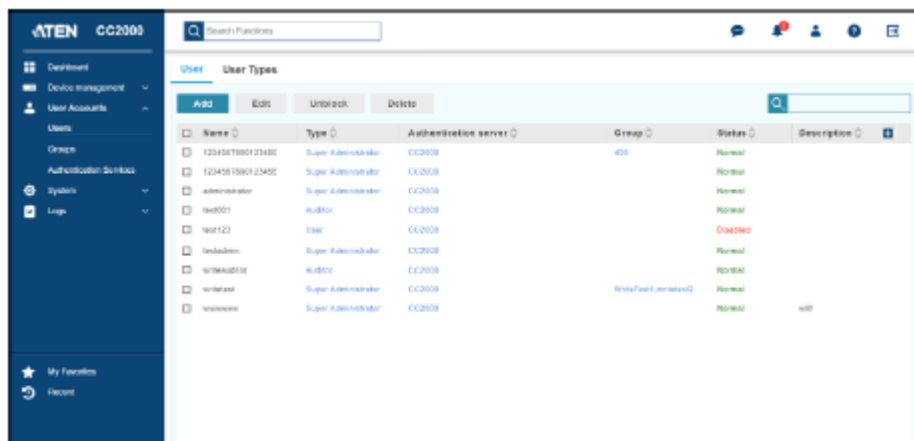 ATEN CC2000
Search Functions
Dashboard
Device management
User Accounts
Users
Groups
Authentication Services
System
Logs
My Favorites
Recent
User User Types
Add Edit Unblock Delete
Name Type Authentication server Group Status Description
Super Administrator CC2000 Normal
Super Administrator CC2000 Normal
administrator Super Administrator CC2000 Normal
test001 Auditor CC2000 Normal
test123 User CC2000 Disabled
testadmin Super Administrator CC2000 Normal
writeauditor Auditor CC2000 Normal
writetest Super Administrator CC2000 Normal
Super Administrator CC2000 Normal